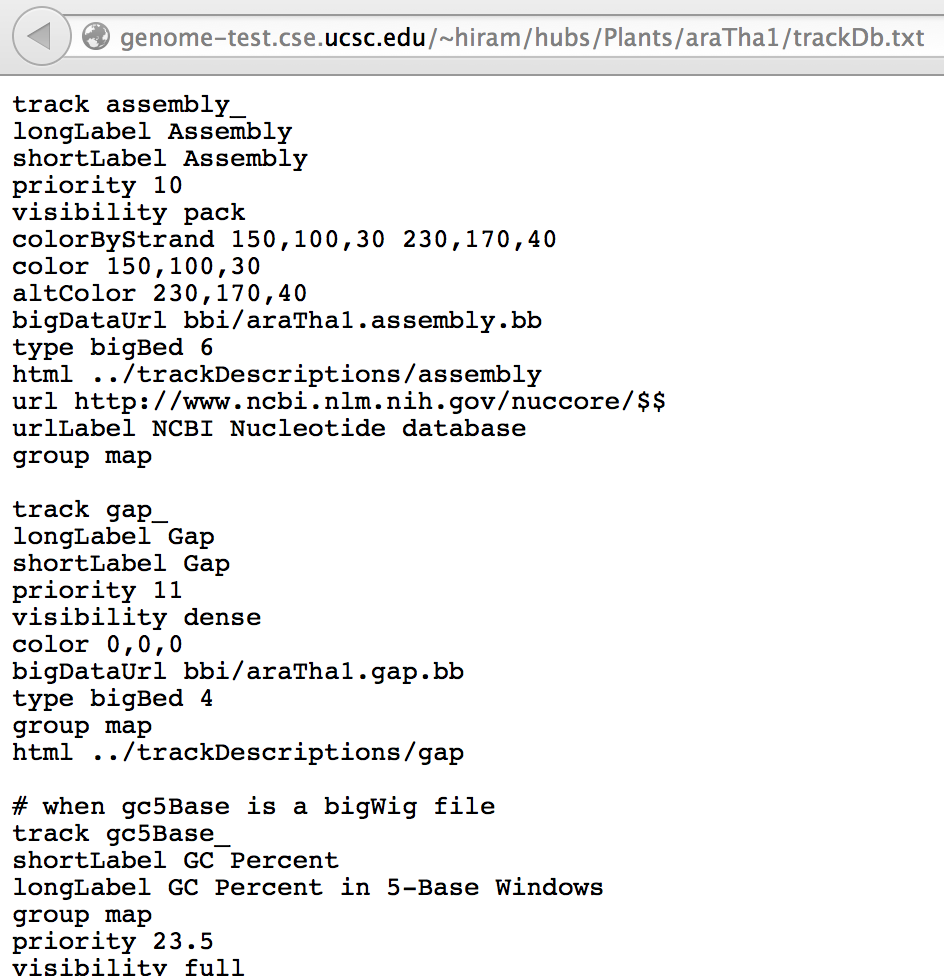 genome-test.cse.ucsc.edu/~hiram/hubs/Plants/araTha1/trackDb.txt
track assembly_
longLabel Assembly
shortLabel Assembly
priority 10
visibility pack
colorByStrand 150,100,30 230,170,40
color 150,100,30
altColor 230,170,40
bigDataUrl bbi/araTha1.assembly.bb
type bigBed 6
html ../trackDescriptions/assembly
url http://www.ncbi.nlm.nih.gov/nuccore/$$
urlLabel NCBI Nucleotide database
group map
track gap_
longLabel Gap
shortLabel Gap
priority 11
visibility dense
color 0,0,0
bigDataUrl bbi/araTha1.gap.bb
type bigBed 4
group map
html ../trackDescriptions/gap
# when gc5Base is a bigWig file
track gc5Base_
shortLabel GC Percent
longLabel GC Percent in 5-Base Windows
group map
priority 23.5
visibility full